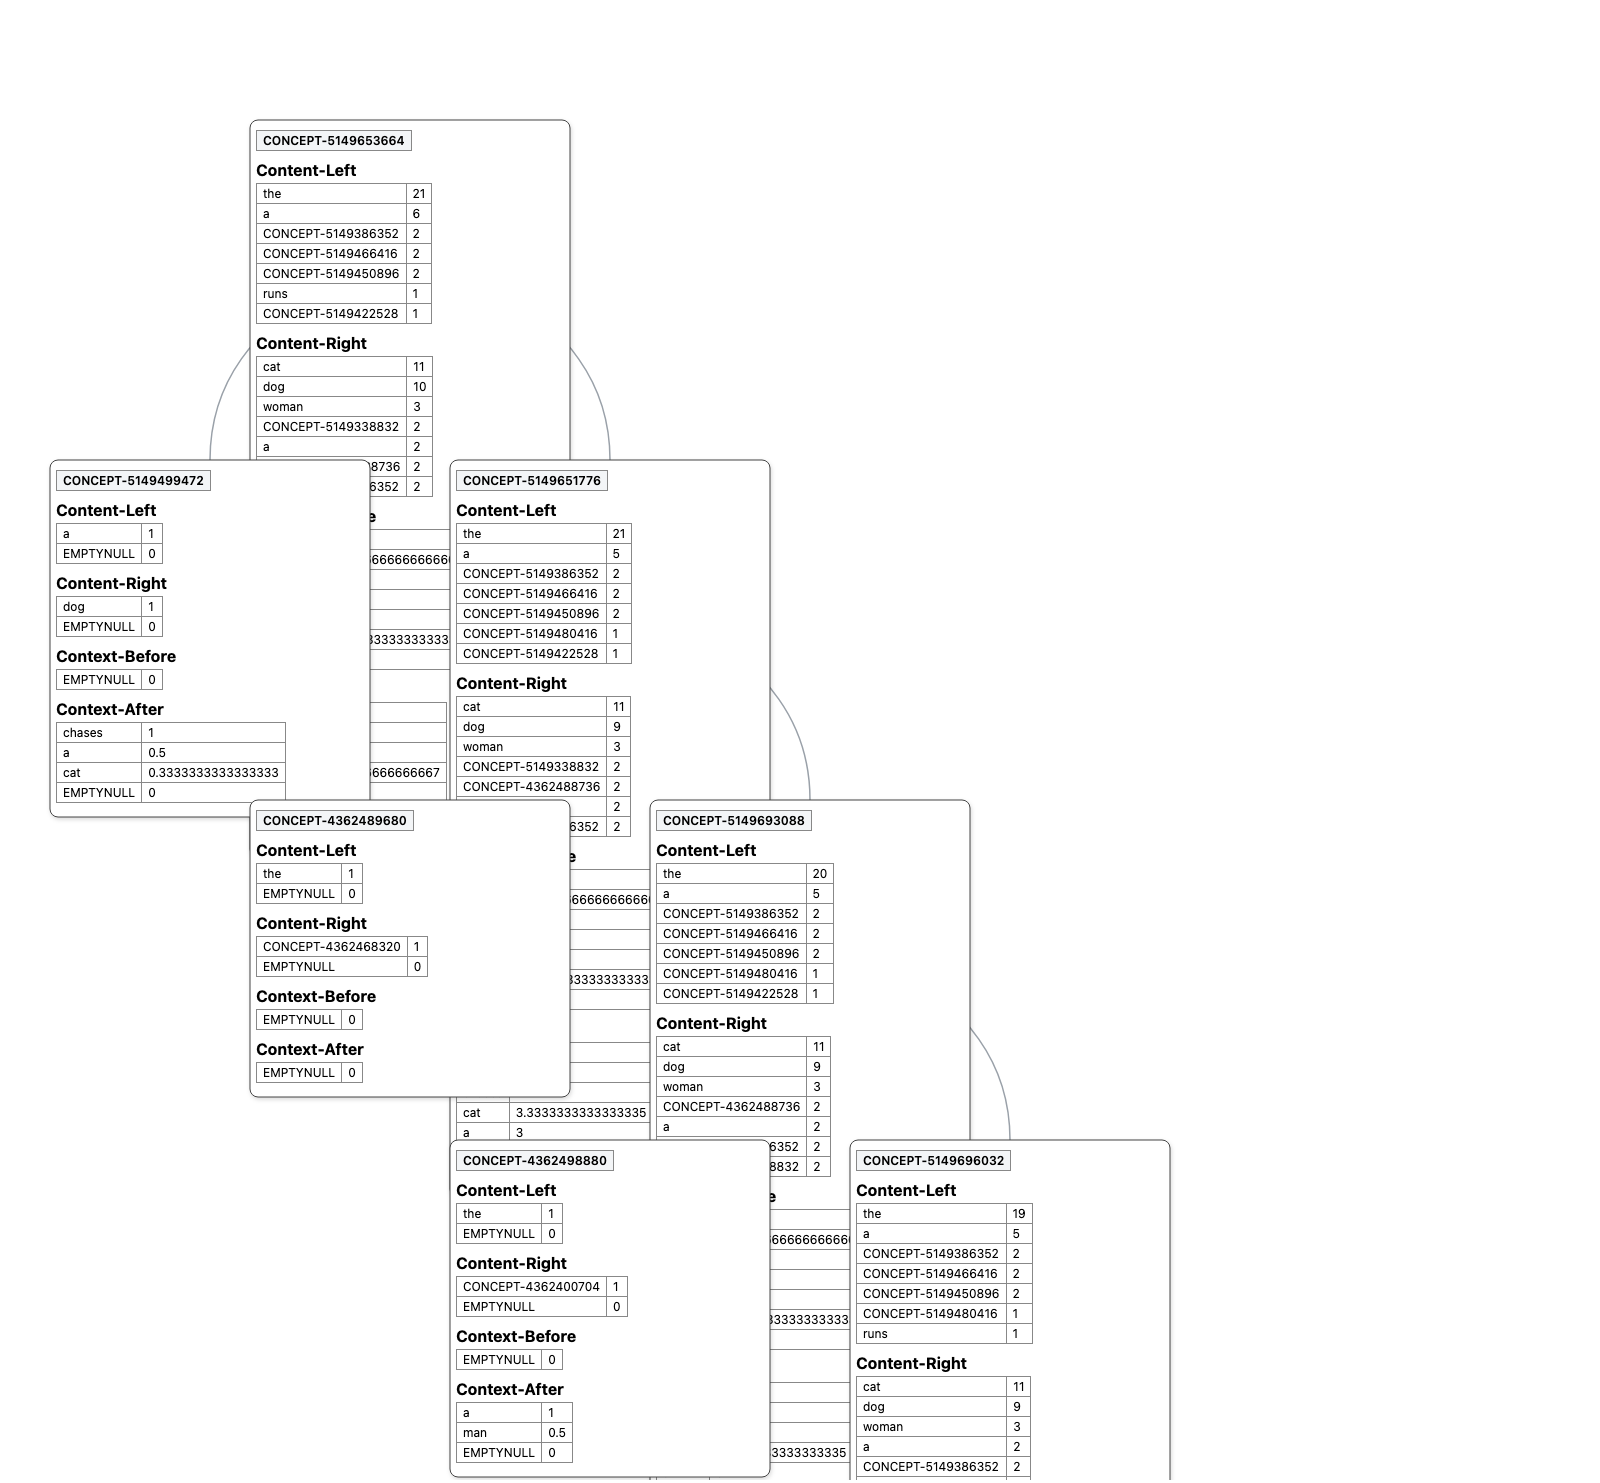 CONCEPT-5149653664
Content-Left
the 21
a 6
CONCEPT-5149386352 2
CONCEPT-5149466416 2
CONCEPT-5149450896 2
runs 1
CONCEPT-5149422528 1
Content-Right
cat 11
dog 10
woman 3
CONCEPT-5149338832 2
a 2
8736 2
6352 2
e
66666666666
33333333333
6666666667
CONCEPT-5149499472
Content-Left
a 1
EMPTYNULL 0
Content-Right
dog 1
EMPTYNULL 0
Context-Before
EMPTYNULL 0
Context-After
chases 1
a 0.5
cat 0.3333333333333333
EMPTYNULL 0
CONCEPT-5149651776
Content-Left
the 21
a 5
CONCEPT-5149386352 2
CONCEPT-5149466416 2
CONCEPT-5149450896 2
CONCEPT-5149480416 1
CONCEPT-5149422528 1
Content-Right
cat 11
dog 9
woman 3
CONCEPT-5149338832 2
CONCEPT-4362488736 2
2
6352 2
e
66666666666
33333333333
cat 3.3333333333333335
a 3
CONCEPT-4362489680
Content-Left
the 1
EMPTYNULL 0
Content-Right
CONCEPT-4362468320 1
EMPTYNULL 0
Context-Before
EMPTYNULL 0
Context-After
EMPTYNULL 0
CONCEPT-5149693088
Content-Left
the 20
a 5
CONCEPT-5149386352 2
CONCEPT-5149466416 2
CONCEPT-5149450896 2
CONCEPT-5149480416 1
CONCEPT-5149422528 1
Content-Right
cat 11
dog 9
woman 3
CONCEPT-4362488736 2
a 2
6352 2
8832 2
e
66666666666
33333333333
3333333335
CONCEPT-4362498880
Content-Left
the 1
EMPTYNULL 0
Content-Right
CONCEPT-4362400704 1
EMPTYNULL 0
Context-Before
EMPTYNULL 0
Context-After
a 1
man 0.5
EMPTYNULL 0
CONCEPT-5149696032
Content-Left
the 19
a 5
CONCEPT-5149386352 2
CONCEPT-5149466416 2
CONCEPT-5149450896 2
CONCEPT-5149480416 1
runs 1
Content-Right
cat 11
dog 9
woman 3
a 2
CONCEPT-5149386352 2